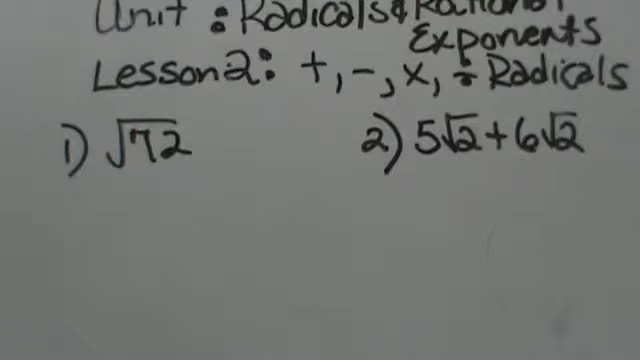 Unit : Radicals & Rational
Exponents
Lesson 2: +, -, x, ÷ Radicals
1) √72 2) 5√2 + 6√2